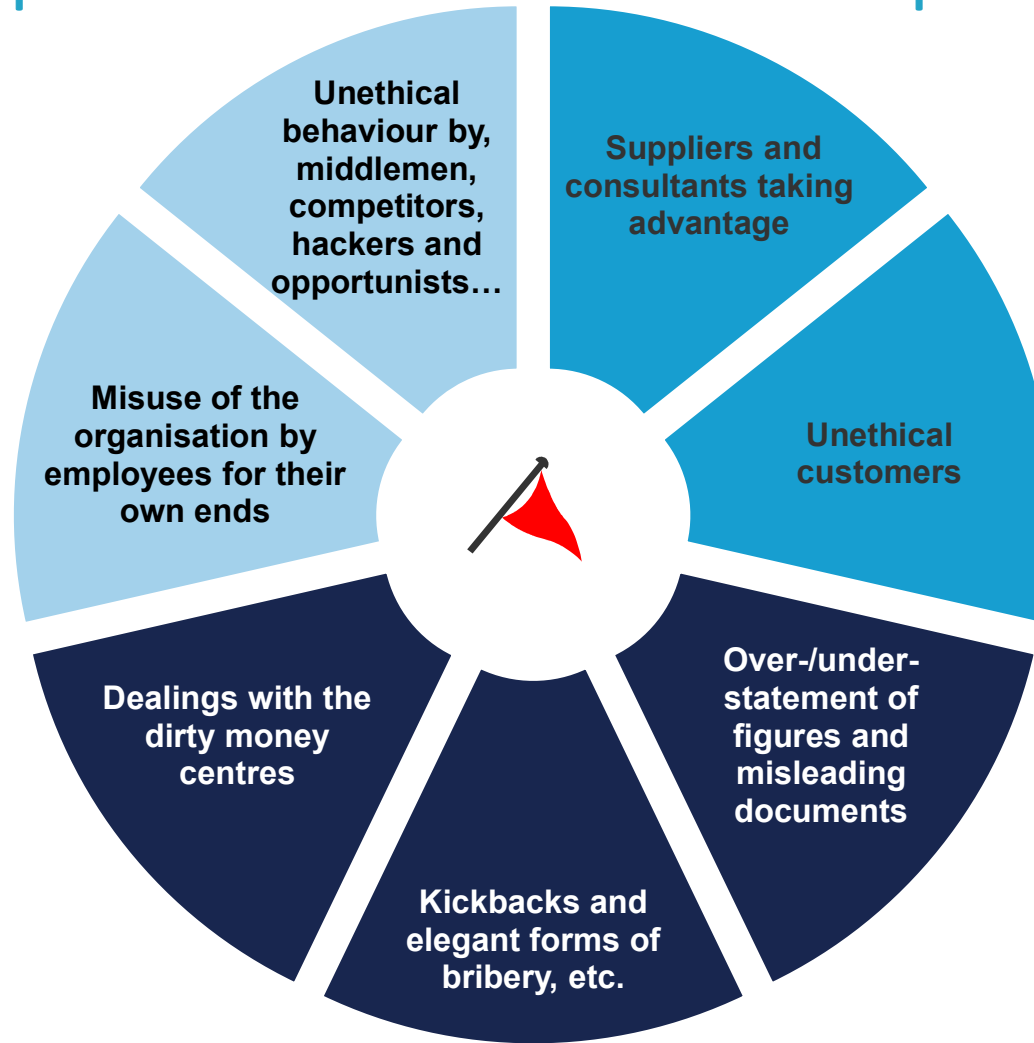 Unethical
behaviour by,
middlemen,
competitors,
hackers and
opportunists…
Suppliers and
consultants taking
advantage
Unethical
customers
Over-/under-
statement of
figures and
misleading
documents
Kickbacks and
elegant forms of
bribery, etc.
Dealings with the
dirty money
centres
Misuse of the
organisation by
employees for their
own ends